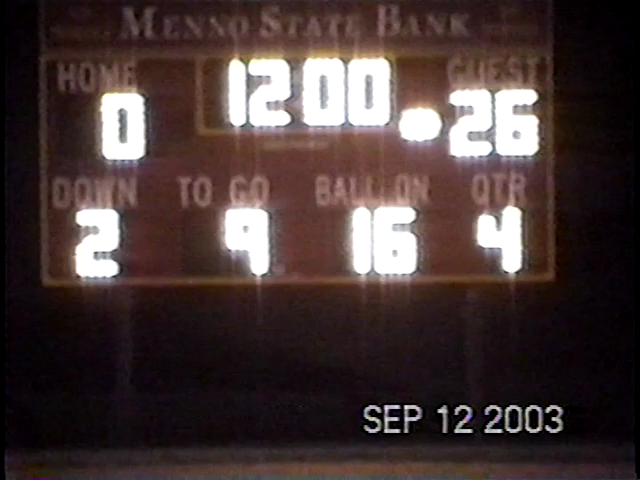 MENNO STATE BANK
HOME 12 00 GUEST
0 26
DOWN TO GO BALL ON QTR
2 9 16 4
SEP 12 2003